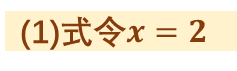 (1)式令x = 2